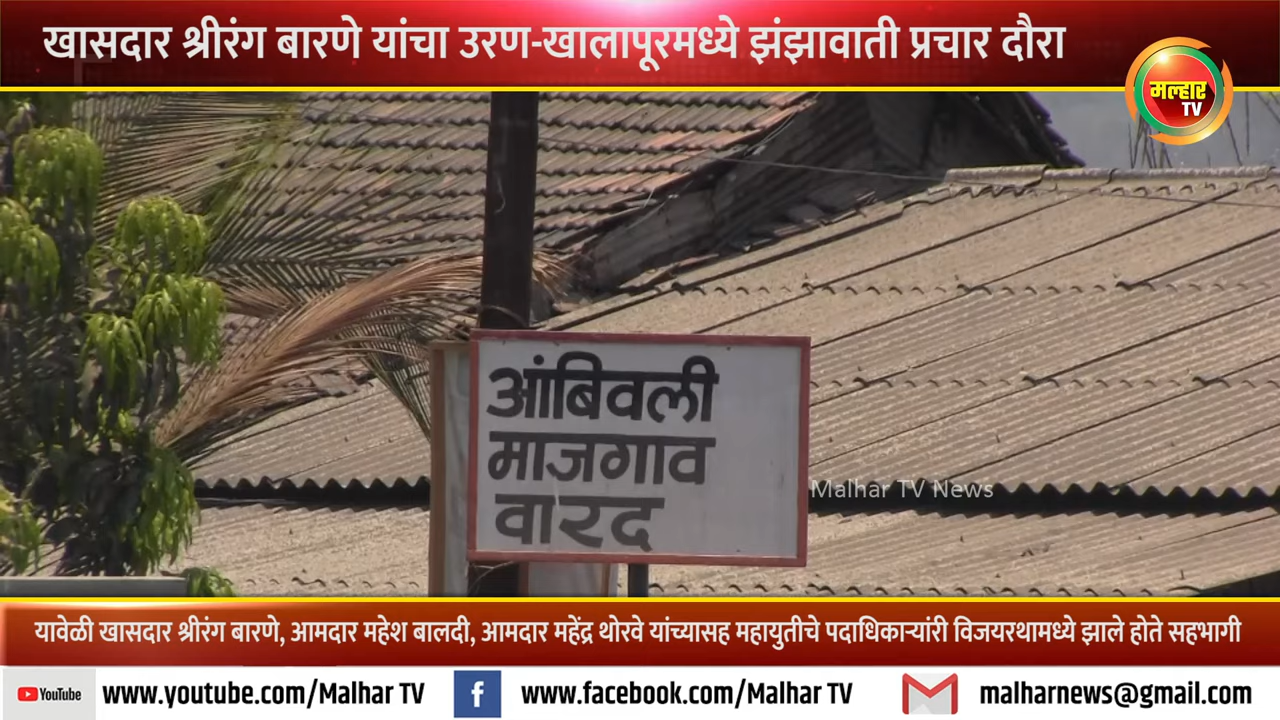 खासदार श्रीरंग बारणे यांचा उरण-खालापूरमध्ये झंझावाती प्रचार दौरा
मल्हार
TV
आंबिवली
माजगाव
वारद
Malhar TV News
यावेळी खासदार श्रीरंग बारणे, आमदार महेश बालदी, आमदार महेंद्र थोरवे यांच्यासह महायुतीचे पदाधिकाऱ्यांरी विजयरथामध्ये झाले होते सहभागी
YouTube www.youtube.com/Malhar TV www.facebook.com/Malhar TV malharnews@gmail.com